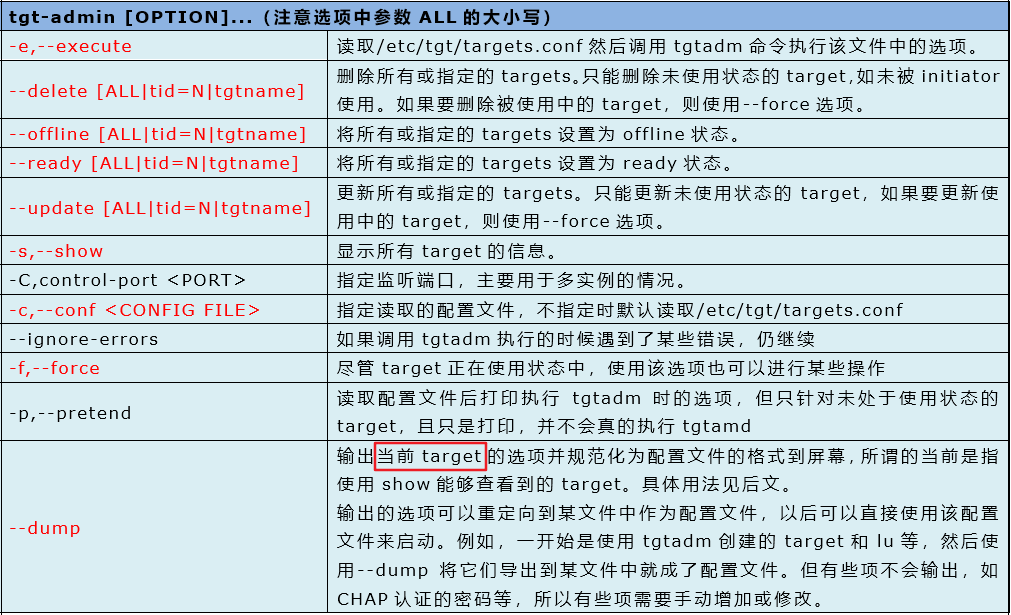 tgt-admin [OPTION]...（注意选项中参数 ALL 的大小写）
-e,--execute
读取/etc/tgt/targets.conf 然后调用 tgtadm 命令执行该文件中的选项。
--delete [ALL|tid=N|tgtname]
删除所有或指定的 targets。只能删除未使用状态的 target,如未被 initiator
使用。如果要删除被使用中的 target，则使用--force 选项。
--offline [ALL|tid=N|tgtname]
将所有或指定的 targets 设置为 offline 状态。
--ready [ALL|tid=N|tgtname]
将所有或指定的 targets 设置为 ready 状态。
--update [ALL|tid=N|tgtname]
更新所有或指定的 targets。只能更新未使用状态的 target，如果要更新使
用中的 target，则使用--force 选项。
-s,--show
显示所有 target 的信息。
-C,control-port <PORT>
指定监听端口，主要用于多实例的情况。
-c,--conf <CONFIG FILE>
指定读取的配置文件，不指定时默认读取/etc/tgt/targets.conf
--ignore-errors
如果调用 tgtadm 执行的时候遇到了某些错误，仍继续
-f,--force
尽管 target 正在使用状态中，使用该选项也可以进行某些操作
-p,--pretend
读取配置文件后打印执行 tgtadm 时的选项，但只针对未处于使用状态的
target，且只是打印，并不会真的执行 tgtamd
--dump
输出当前 target 的选项并规范化为配置文件的格式到屏幕,所谓的当前是指
使用 show 能够查看到的 target。具体用法见后文。
输出的选项可以重定向到某文件中作为配置文件，以后可以直接使用该配置
文件来启动。例如，一开始是使用 tgtadm 创建的 target 和 lu 等，然后使
用--dump 将它们导出到某文件中就成了配置文件。但有些项不会输出，如
CHAP 认证的密码等，所以有些项需要手动增加或修改。